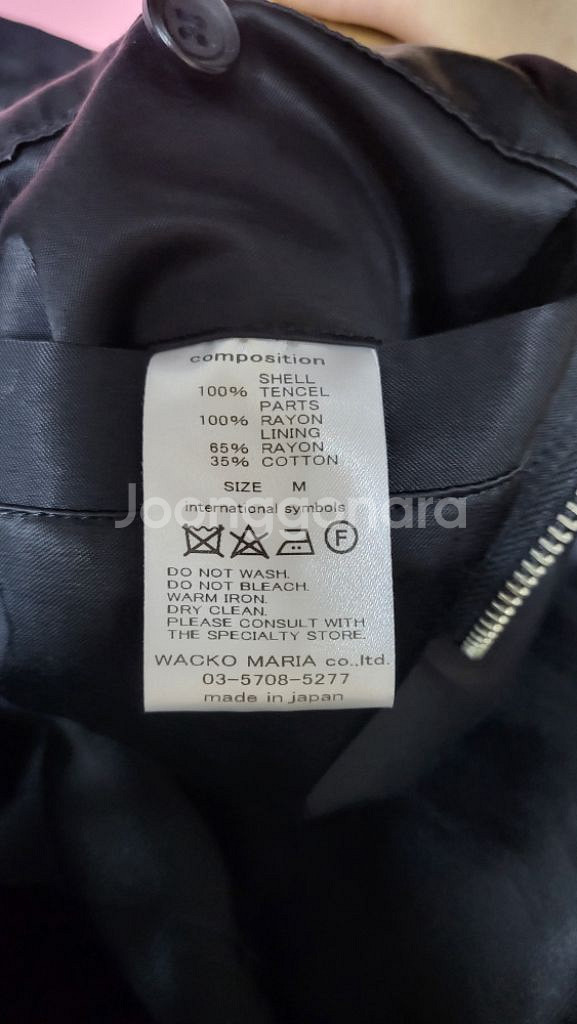 composition
SHELL
100% TENCEL
PARTS
100% RAYON
LINING
65% RAYON
35% COTTON
SIZE M
international symbols
Joonggonara
F
DO NOT WASH.
DO NOT BLEACH.
WARM IRON.
DRY CLEAN.
PLEASE CONSULT WITH
THE SPECIALTY STORE.
WACKO MARIA co.,ltd.
03-5708-5277
made in japan